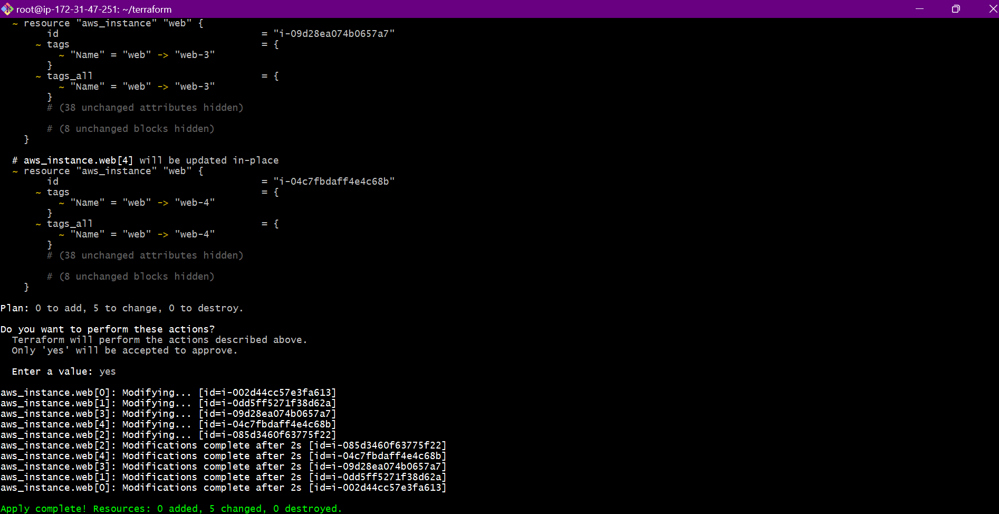 root@ip-172-31-47-251: ~/terraform
  ~ resource "aws_instance" "web" {
        id                                   = "i-09d28ea074b0657a7"
      ~ tags                                 = {
          ~ "Name" = "web" -> "web-3"
        }
      ~ tags_all                             = {
          ~ "Name" = "web" -> "web-3"
        }
        # (38 unchanged attributes hidden)
        # (8 unchanged blocks hidden)
    }
  # aws_instance.web[4] will be updated in-place
  ~ resource "aws_instance" "web" {
        id                                   = "i-04c7fbdaff4e4c68b"
      ~ tags                                 = {
          ~ "Name" = "web" -> "web-4"
        }
      ~ tags_all                             = {
          ~ "Name" = "web" -> "web-4"
        }
        # (38 unchanged attributes hidden)
        # (8 unchanged blocks hidden)
    }
Plan: 0 to add, 5 to change, 0 to destroy.
Do you want to perform these actions?
  Terraform will perform the actions described above.
  Only 'yes' will be accepted to approve.
  Enter a value: yes
aws_instance.web[0]: Modifying... [id=i-002d44cc57e3fa613]
aws_instance.web[1]: Modifying... [id=i-0dd5ff5271f38d62a]
aws_instance.web[3]: Modifying... [id=i-09d28ea074b0657a7]
aws_instance.web[4]: Modifying... [id=i-04c7fbdaff4e4c68b]
aws_instance.web[2]: Modifying... [id=i-085d3460f63775f22]
aws_instance.web[2]: Modifications complete after 2s [id=i-085d3460f63775f22]
aws_instance.web[4]: Modifications complete after 2s [id=i-04c7fbdaff4e4c68b]
aws_instance.web[3]: Modifications complete after 2s [id=i-09d28ea074b0657a7]
aws_instance.web[1]: Modifications complete after 2s [id=i-0dd5ff5271f38d62a]
aws_instance.web[0]: Modifications complete after 2s [id=i-002d44cc57e3fa613]
Apply complete! Resources: 0 added, 5 changed, 0 destroyed.